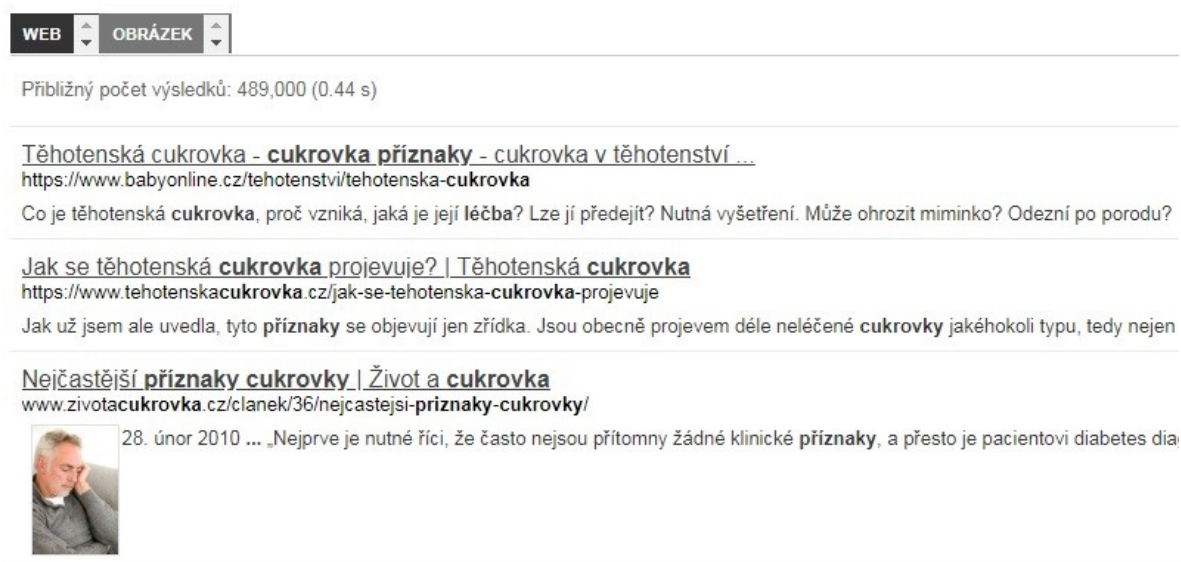 WEB OBRÁZEK
Přibližný počet výsledků: 489,000 (0.44 s)
Těhotenská cukrovka - cukrovka příznaky - cukrovka v těhotenství ...
https://www.babyonline.cz/tehotenstvi/tehotenska-cukrovka
Co je těhotenská cukrovka, proč vzniká, jaká je její léčba? Lze jí předejít? Nutná vyšetření. Může ohrozit miminko? Odezní po porodu?
Jak se těhotenská cukrovka projevuje? | Těhotenská cukrovka
https://www.tehotenskacukrovka.cz/jak-se-tehotenska-cukrovka-projevuje
Jak už jsem ale uvedla, tyto příznaky se objevují jen zřídka. Jsou obecně projevem déle neléčené cukrovky jakéhokoli typu, tedy nejen
Nejčastější příznaky cukrovky | Život a cukrovka
www.zivotacukrovka.cz/clanek/36/nejcastejsi-priznaky-cukrovky/
28. únor 2010 ... „Nejprve je nutné říci, že často nejsou přítomny žádné klinické příznaky, a přesto je pacientovi diabetes